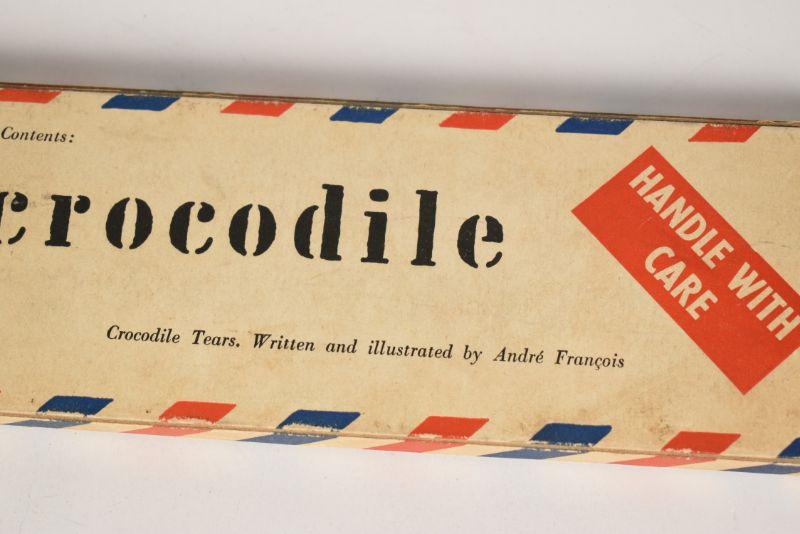 Contents:
crocodile
HANDLE WITH
CARE
Crocodile Tears. Written and illustrated by André François